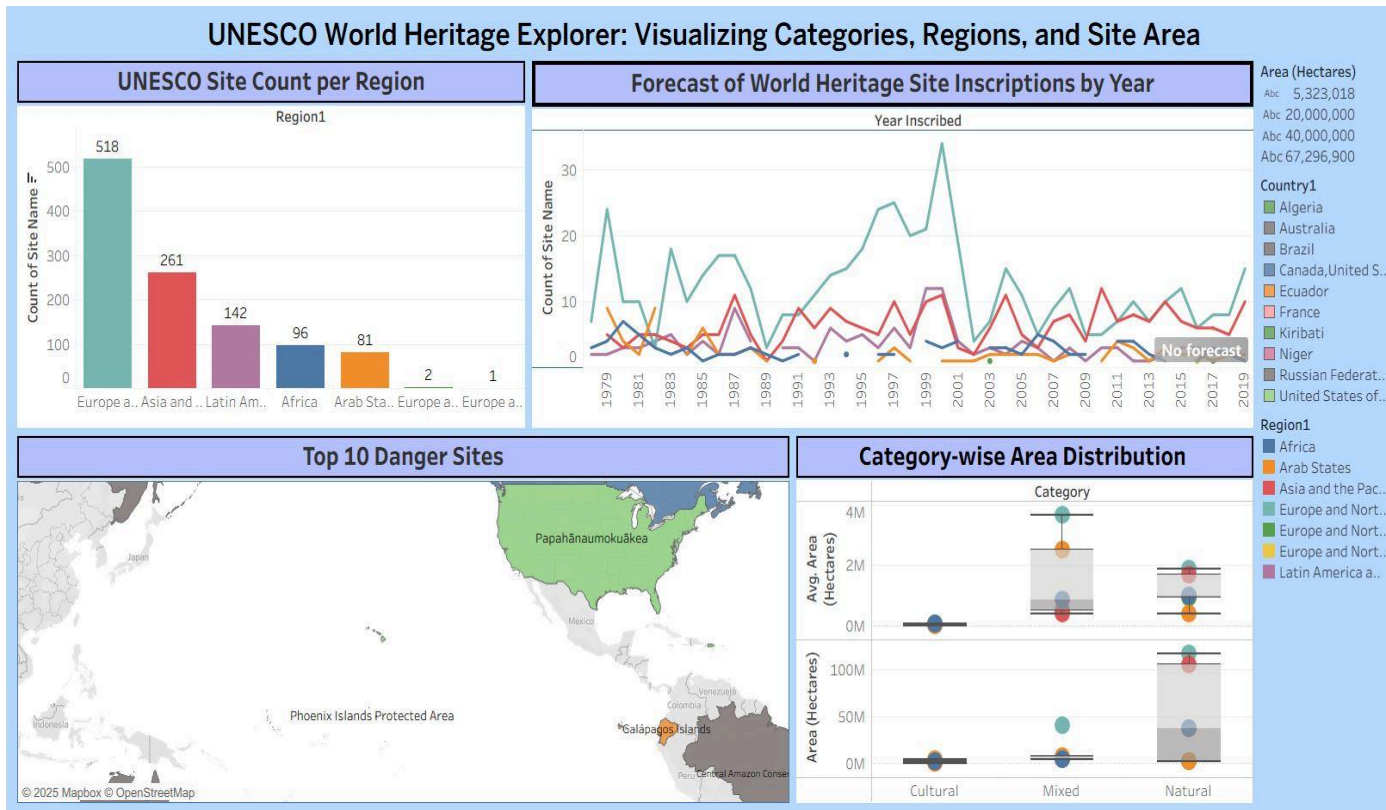 UNESCO World Heritage Explorer: Visualizing Categories, Regions, and Site Area
UNESCO Site Count per Region
Region1
Count of Site Name
500
400
300
200
100
0
518
261
142
96
81
2
1
Europe a..
Asia and ..
Latin Am..
Africa
Arab Sta..
Europe a..
Europe a..
Forecast of World Heritage Site Inscriptions by Year
Year Inscribed
Count of Site Name
30
20
10
0
No forecast
1979
1981
1983
1985
1987
1989
1991
1993
1995
1997
1999
2001
2003
2005
2007
2009
2011
2013
2015
2017
2019
Area (Hectares)
Abc 5,323,018
Abc 20,000,000
Abc 40,000,000
Abc 67,296,900
Country1
Algeria
Australia
Brazil
Canada,United S..
Ecuador
France
Kiribati
Niger
Russian Federat..
United States of..
Region1
Africa
Arab States
Asia and the Pac..
Europe and Nort..
Europe and Nort..
Europe and Nort..
Latin America a..
Top 10 Danger Sites
Papahānaumokuākea
Japan
Mexico
Venezuela
Colombia
Phoenix Islands Protected Area
Indonesia
Galápagos Islands
Peru
Central Amazon Conse
© 2025 Mapbox © OpenStreetMap
Category-wise Area Distribution
Category
Avg. Area
(Hectares)
4M
2M
0M
Area (Hectares)
100M
50M
0M
Cultural
Mixed
Natural